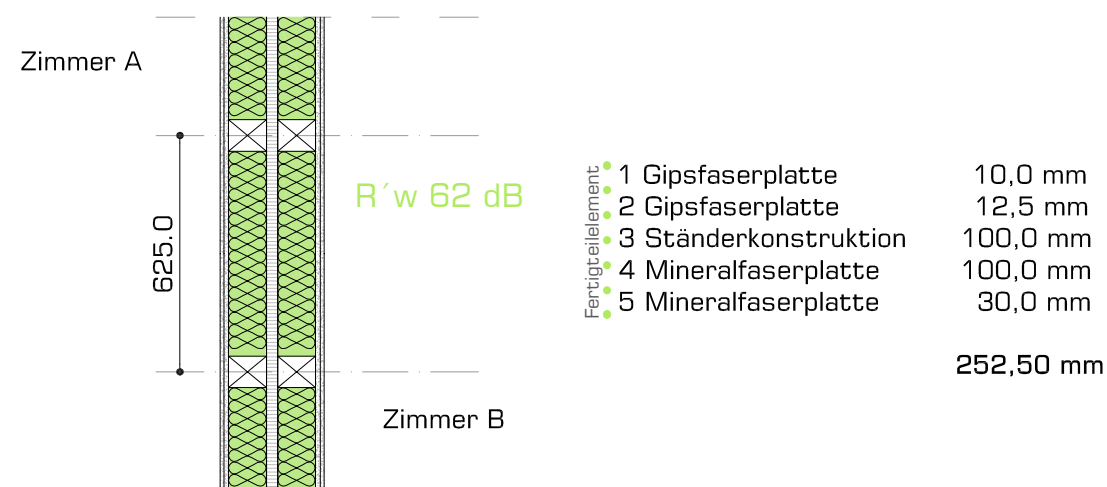 Zimmer A
625.0
R´w 62 dB
Zimmer B
Fertigteilelement
1 Gipsfaserplatte 10,0 mm
2 Gipsfaserplatte 12,5 mm
3 Ständerkonstruktion 100,0 mm
4 Mineralfaserplatte 100,0 mm
5 Mineralfaserplatte 30,0 mm
252,50 mm